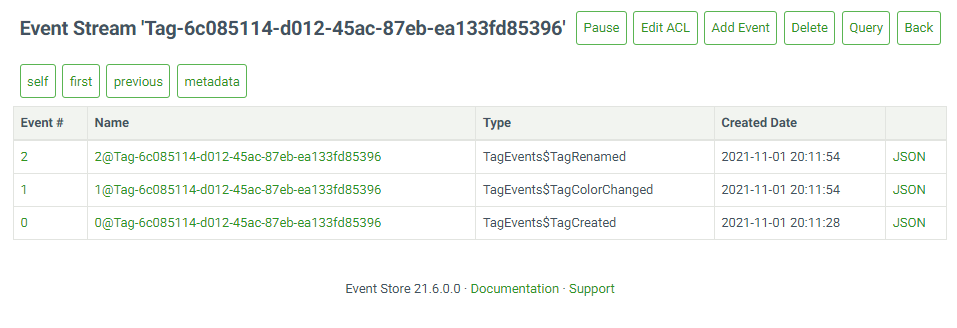 Event Stream 'Tag-6c085114-d012-45ac-87eb-ea133fd85396' Pause Edit ACL Add Event Delete Query Back
self first previous metadata
Event # Name Type Created Date
2 2@Tag-6c085114-d012-45ac-87eb-ea133fd85396 TagEvents$TagRenamed 2021-11-01 20:11:54 JSON
1 1@Tag-6c085114-d012-45ac-87eb-ea133fd85396 TagEvents$TagColorChanged 2021-11-01 20:11:54 JSON
0 0@Tag-6c085114-d012-45ac-87eb-ea133fd85396 TagEvents$TagCreated 2021-11-01 20:11:28 JSON
Event Store 21.6.0.0 · Documentation · Support